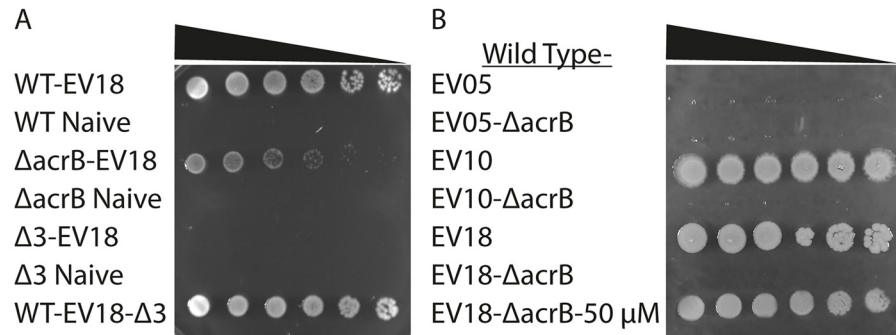 A
WT-EV18
WT Naive
ΔacrB-EV18
ΔacrB Naive
Δ3-EV18
Δ3 Naive
WT-EV18-Δ3
B
Wild Type-
EV05
EV05-ΔacrB
EV10
EV10-ΔacrB
EV18
EV18-ΔacrB
EV18-ΔacrB-50 μM